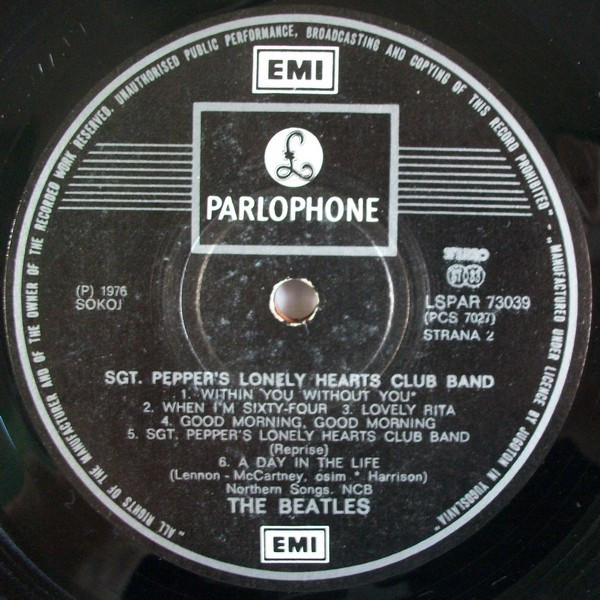 "ALL RIGHTS OF THE MANUFACTURER AND OF THE OWNER OF THE RECORDED WORK RESERVED. UNAUTHORISED PUBLIC PERFORMANCE, BROADCASTING AND COPYING OF THIS RECORD PROHIBITED" – "MANUFACTURED UNDER LICENCE BY JUGOTON IN YUGOSLAVIA"
EMI
£
PARLOPHONE
(P) 1976
SOKOJ
STEREO
LSPAR 73039
(PCS 7027)
STRANA 2
SGT. PEPPER'S LONELY HEARTS CLUB BAND
1. WITHIN YOU WITHOUT YOU*
2. WHEN I'M SIXTY-FOUR 3. LOVELY RITA
4. GOOD MORNING, GOOD MORNING
5. SGT. PEPPER'S LONELY HEARTS CLUB BAND
(Reprise)
6. A DAY IN THE LIFE
(Lennon - McCartney, osim * Harrison)
Northern Songs, NCB
THE BEATLES
EMI